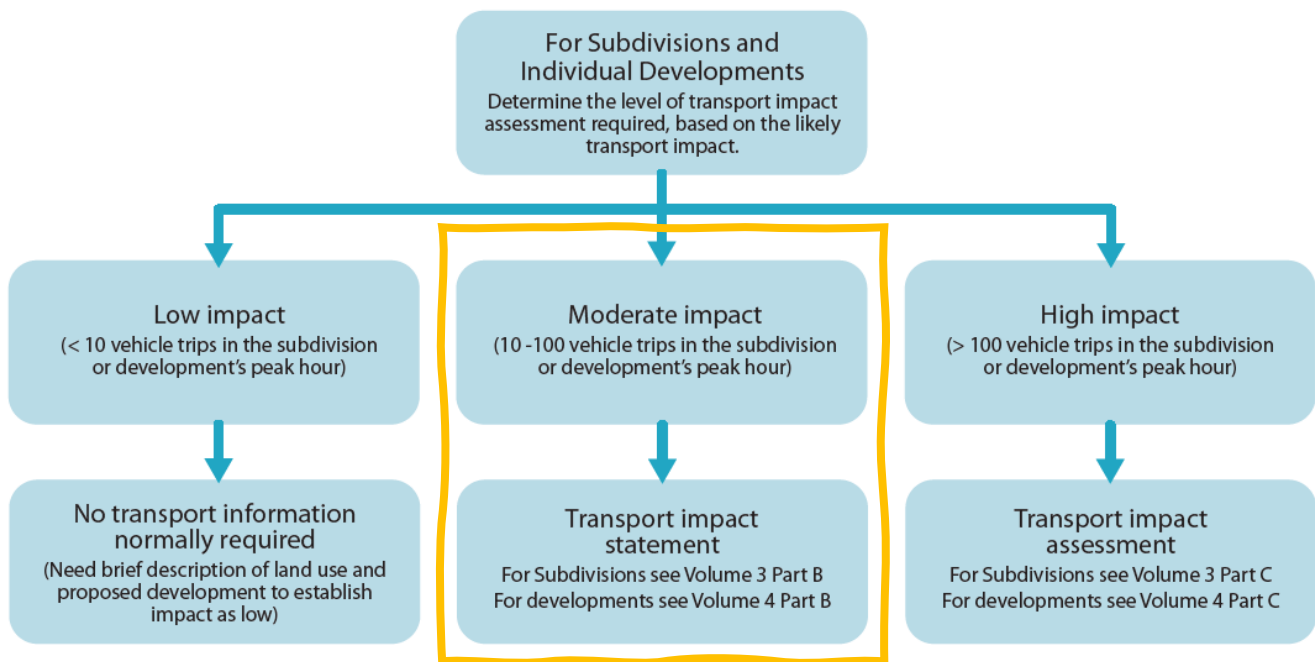 For Subdivisions and
Individual Developments
Determine the level of transport impact
assessment required, based on the likely
transport impact.
Low impact
(< 10 vehicle trips in the subdivision
or development's peak hour)
Moderate impact
(10 -100 vehicle trips in the subdivision
or development's peak hour)
High impact
(> 100 vehicle trips in the subdivision
or development's peak hour)
No transport information
normally required
(Need brief description of land use and
proposed development to establish
impact as low)
Transport impact
statement
For Subdivisions see Volume 3 Part B
For developments see Volume 4 Part B
Transport impact
assessment
For Subdivisions see Volume 3 Part C
For developments see Volume 4 Part C